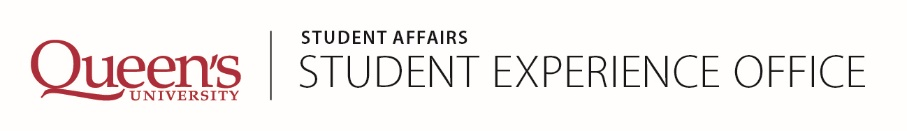 Queen's
UNIVERSITY
STUDENT AFFAIRS
STUDENT EXPERIENCE OFFICE